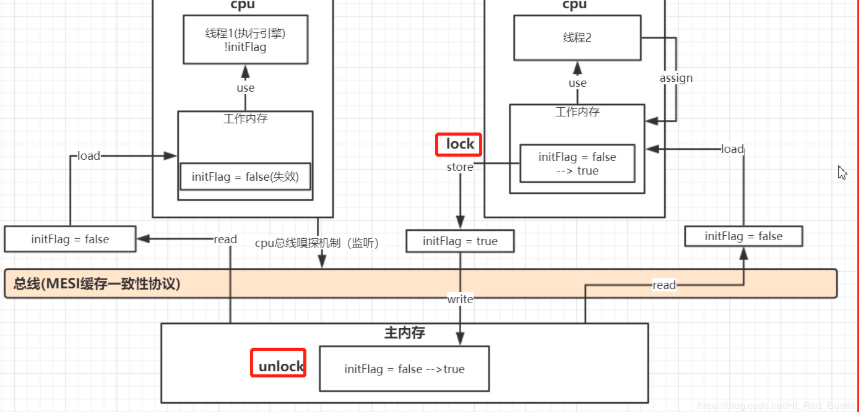 cpu
线程1(执行引擎)
!initFlag
use
工作内存
initFlag = false(失效)
load
initFlag = false
read
cpu总线嗅探机制（监听）
cpu
线程2
assign
use
工作内存
initFlag = false
--> true
lock
store
initFlag = true
load
initFlag = false
read
总线(MESI缓存一致性协议)
write
主内存
unlock
initFlag = false -->true